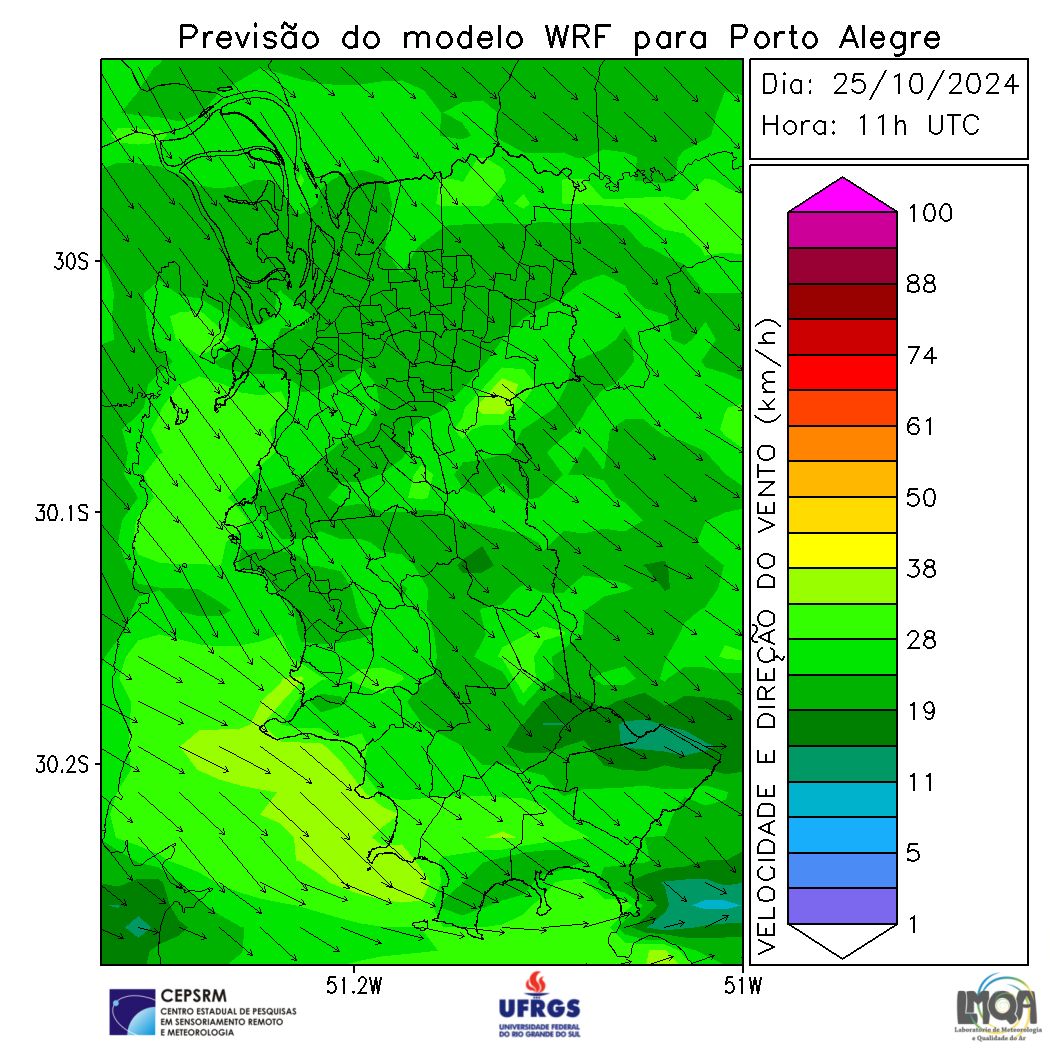 Previsão do modelo WRF para Porto Alegre
Dia: 25/10/2024
Hora: 11h UTC
30S
30.1S
30.2S
51.2W
51W
VELOCIDADE E DIREÇÃO DO VENTO (km/h)
100
88
74
61
50
38
28
19
11
5
1
CEPSRM
CENTRO ESTADUAL DE PESQUISAS
EM SENSORIAMENTO REMOTO
E METEOROLOGIA
UFRGS
UNIVERSIDADE FEDERAL
DO RIO GRANDE DO SUL
LMQA
Laboratório de Meteorologia
e Qualidade do Ar